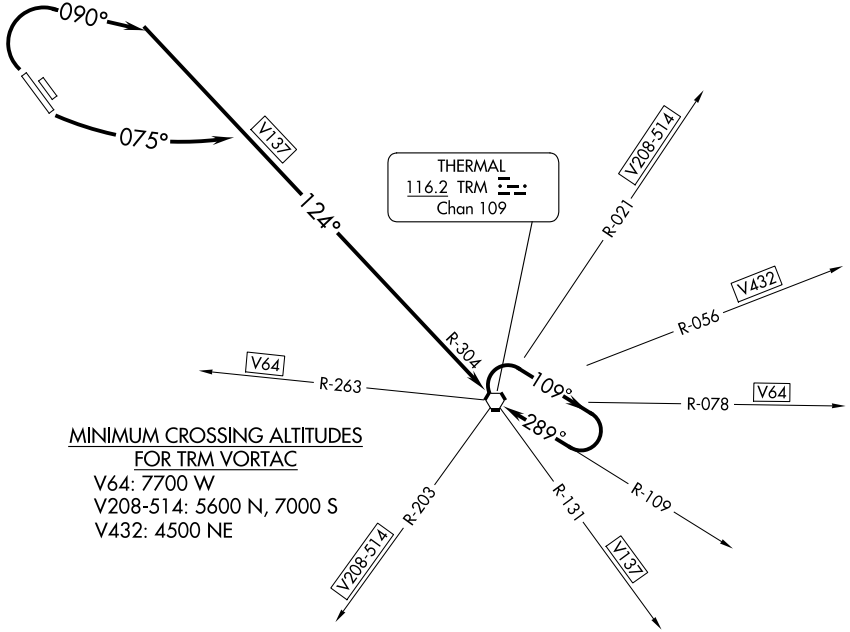 090°
075°
V137
124°
THERMAL
116.2 TRM
Chan 109
V208-514
R-021
V432
R-056
R-304
V64
R-263
109°
289°
R-078
V64
MINIMUM CROSSING ALTITUDES
FOR TRM VORTAC
V64: 7700 W
V208-514: 5600 N, 7000 S
V432: 4500 NE
R-203
V208-514
R-131
V137
R-109